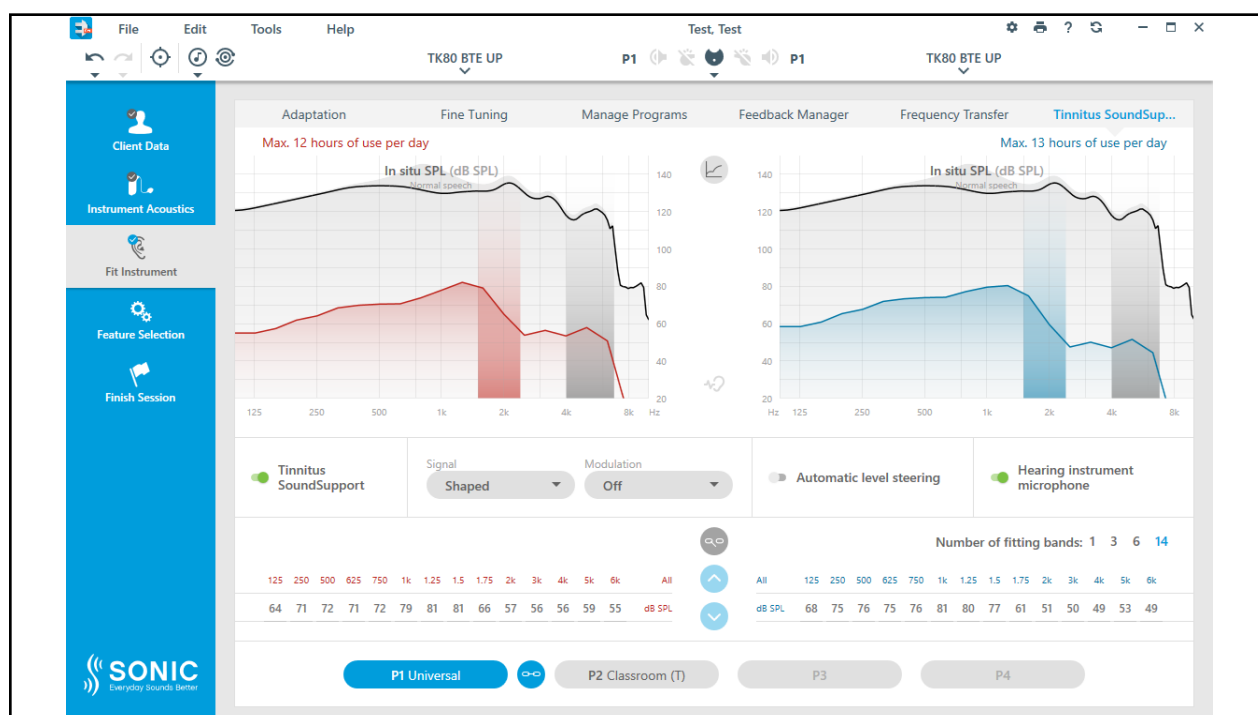 File Edit Tools Help Test, Test ?
TK80 BTE UP P1 P1 TK80 BTE UP
Client Data
Instrument Acoustics
Fit Instrument
Feature Selection
Finish Session
SONIC
Everyday Sounds Better
Adaptation Fine Tuning Manage Programs Feedback Manager Frequency Transfer Tinnitus SoundSup...
Max. 12 hours of use per day Max. 13 hours of use per day
In situ SPL (dB SPL)
Normal speech
140
120
100
80
60
40
20
125 250 500 1k 2k 4k 8k Hz
In situ SPL (dB SPL)
Normal speech
140
120
100
80
60
40
20
Hz 125 250 500 1k 2k 4k 8k
Tinnitus
SoundSupport
Signal
Shaped
Modulation
Off
Automatic level steering
Hearing instrument
microphone
Number of fitting bands: 1 3 6 14
125 250 500 625 750 1k 1.25 1.5 1.75 2k 3k 4k 5k 6k All
64 71 72 71 72 79 81 81 66 57 56 56 59 55 dB SPL
All 125 250 500 625 750 1k 1.25 1.5 1.75 2k 3k 4k 5k 6k
dB SPL 68 75 76 75 76 81 80 77 61 51 50 49 53 49
P1 Universal P2 Classroom (T) P3 P4